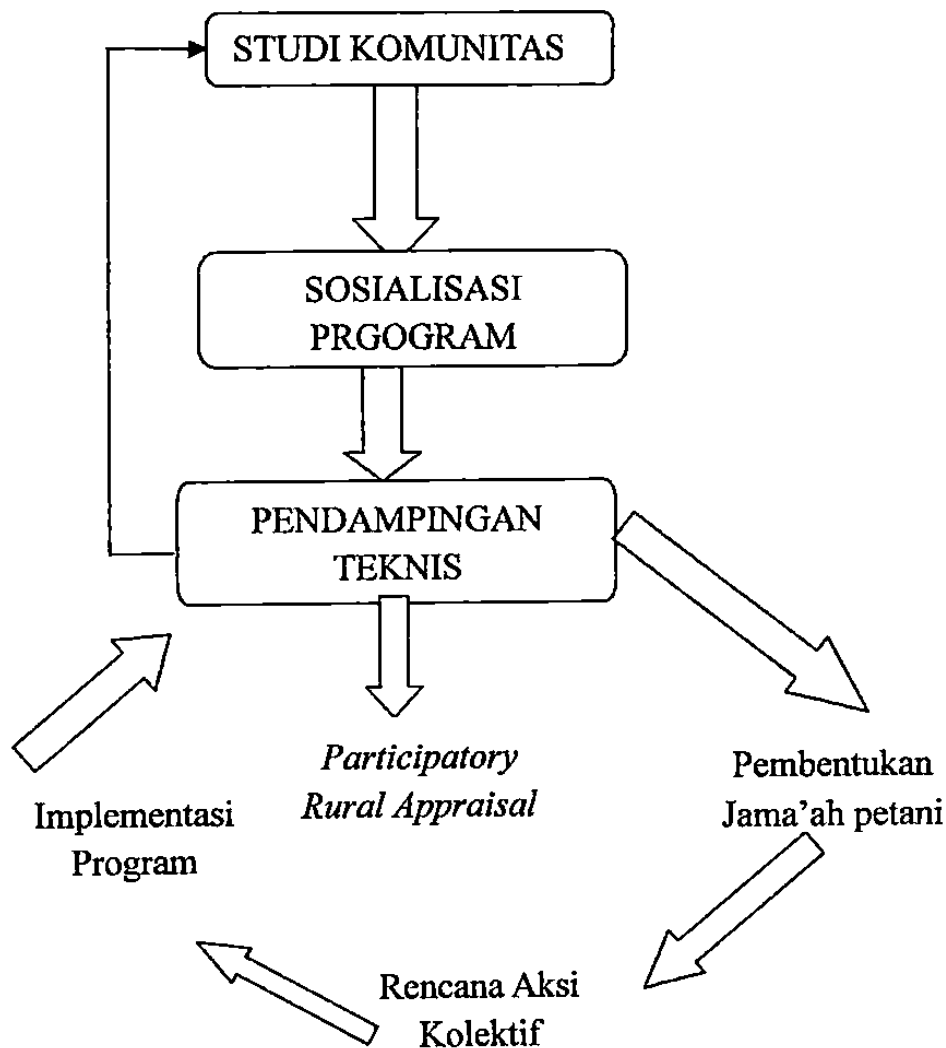 STUDI KOMUNITAS
SOSIALISASI
PRGOGRAM
PENDAMPINGAN
TEKNIS
Participatory
Rural Appraisal
Pembentukan
Jama'ah petani
Implementasi
Program
Rencana Aksi
Kolektif